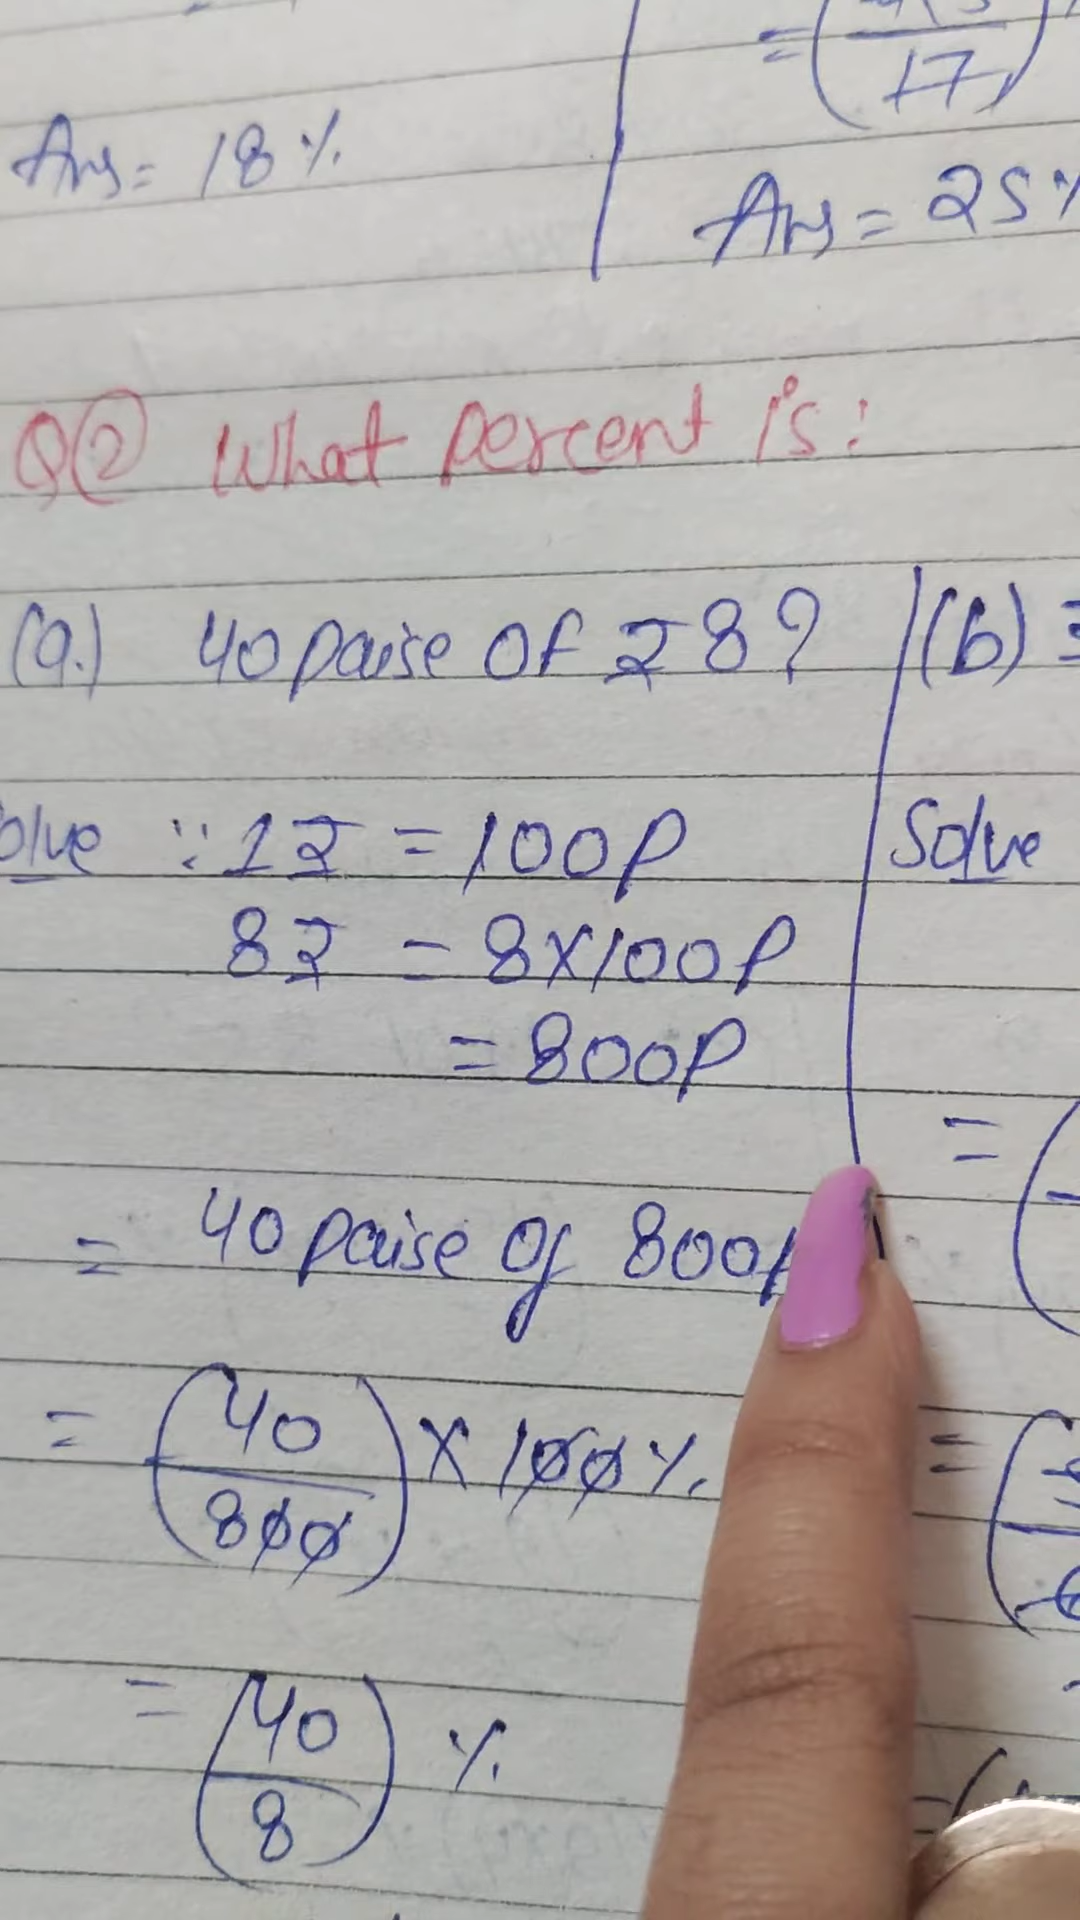 = ( /17)
Ans = 18%
Ans = 25%
Q② What percent is:
(a.) 40 paise of ₹8?
(b)
Solve ∵ 1₹ = 100P
8₹ = 8×100P
= 800P
= 40 paise of 800p
= (40/800) × 100%
= (40/8) %
Solve
= (
= (
= (